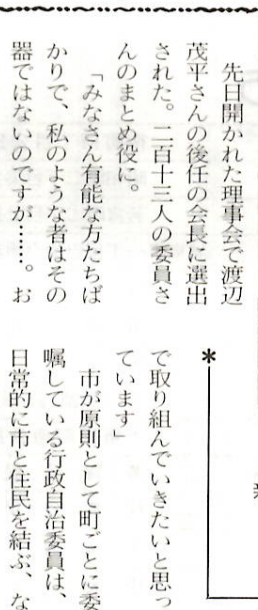 先日開かれた理事会で渡辺
茂平さんの後任の会長に選出
された。二百十三人の委員さ
んのまとめ役に。
「みなさん有能な方たちば
かりで、私のような者はその
器ではないのですが……。お
*
で取り組んでいきたいと思っ
ています」
市が原則として町ごとに委
嘱している行政自治委員は、
日常的に市と住民を結ぶ、な